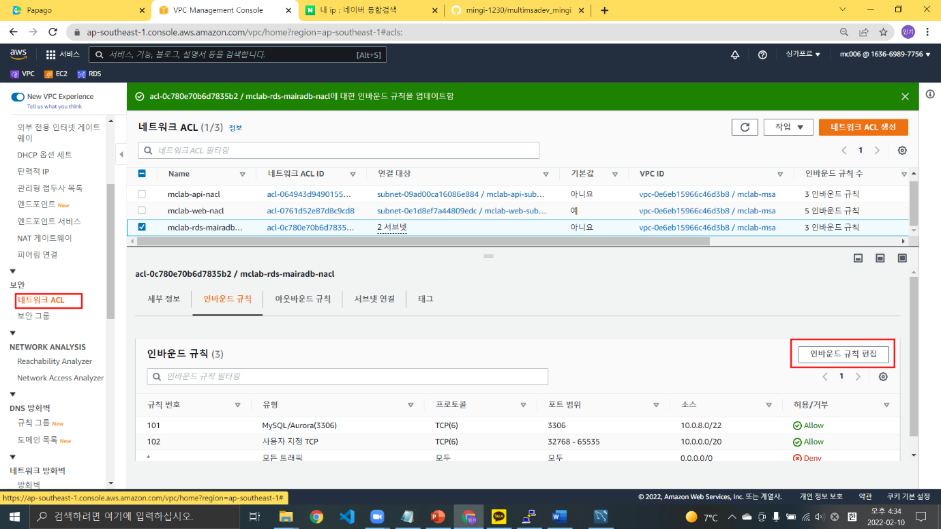 Papago
VPC Management Console
내 ip : 네이버 통합검색
mingi-1230/multimsadev_mingi
ap-southeast-1.console.aws.amazon.com/vpc/home?region=ap-southeast-1#acls:
aws
서비스
서비스, 기능, 블로그, 설명서 등을 검색합니다.
[Alt+S]
싱가포르
mc006 @ 1636-6989-7756
VPC
EC2
RDS
New VPC Experience
Tell us what you think
acl-0c780e70b6d7835b2 / mclab-rds-mairadb-nacl에 대한 인바운드 규칙을 업데이트함
외부 전용 인터넷 게이트
웨이
DHCP 옵션 세트
탄력적 IP
관리형 접두사 목록
엔드포인트 New
엔드포인트 서비스
NAT 게이트웨이
피어링 연결
보안
네트워크 ACL
보안 그룹
NETWORK ANALYSIS
Reachability Analyzer
Network Access Analyzer
DNS 방화벽
규칙 그룹 New
도메인 목록 New
네트워크 방화벽
방화벽
네트워크 ACL (1/3) 정보
작업
네트워크 ACL 생성
네트워크 ACL 필터링
1
Name
네트워크 ACL ID
연결 대상
기본값
VPC ID
인바운드 규칙 수
mclab-api-nacl
acl-064943d9490155...
subnet-09ad00ca16086e884 / mclab-api-sub...
아니요
vpc-0e6eb15966c46d3b8 / mclab-msa
3 인바운드 규칙
mclab-web-nacl
acl-0761d52e87d8c9cd8
subnet-0e1d8ef7a44809edc / mclab-web-sub...
예
vpc-0e6eb15966c46d3b8 / mclab-msa
5 인바운드 규칙
mclab-rds-mairadb...
acl-0c780e70b6d7835...
2 서브넷
아니요
vpc-0e6eb15966c46d3b8 / mclab-msa
3 인바운드 규칙
acl-0c780e70b6d7835b2 / mclab-rds-mairadb-nacl
세부 정보
인바운드 규칙
아웃바운드 규칙
서브넷 연결
태그
인바운드 규칙 (3)
인바운드 규칙 편집
인바운드 규칙 필터링
1
규칙 번호
유형
프로토콜
포트 범위
소스
허용/거부
101
MySQL/Aurora(3306)
TCP(6)
3306
10.0.8.0/22
Allow
102
사용자 지정 TCP
TCP(6)
32768 - 65535
10.0.0.0/20
Allow
*
모든 트래픽
모두
모두
0.0.0.0/0
Deny
https://ap-southeast-1.console.aws.amazon.com/vpc/home?region=ap-southeast-1#
© 2022, Amazon Web Services, Inc. 또는 계열사.
개인 정보 보호
약관
쿠키 기본 설정
검색하려면 여기에 입력하십시오.
7°C
오후 4:34
2022-02-10